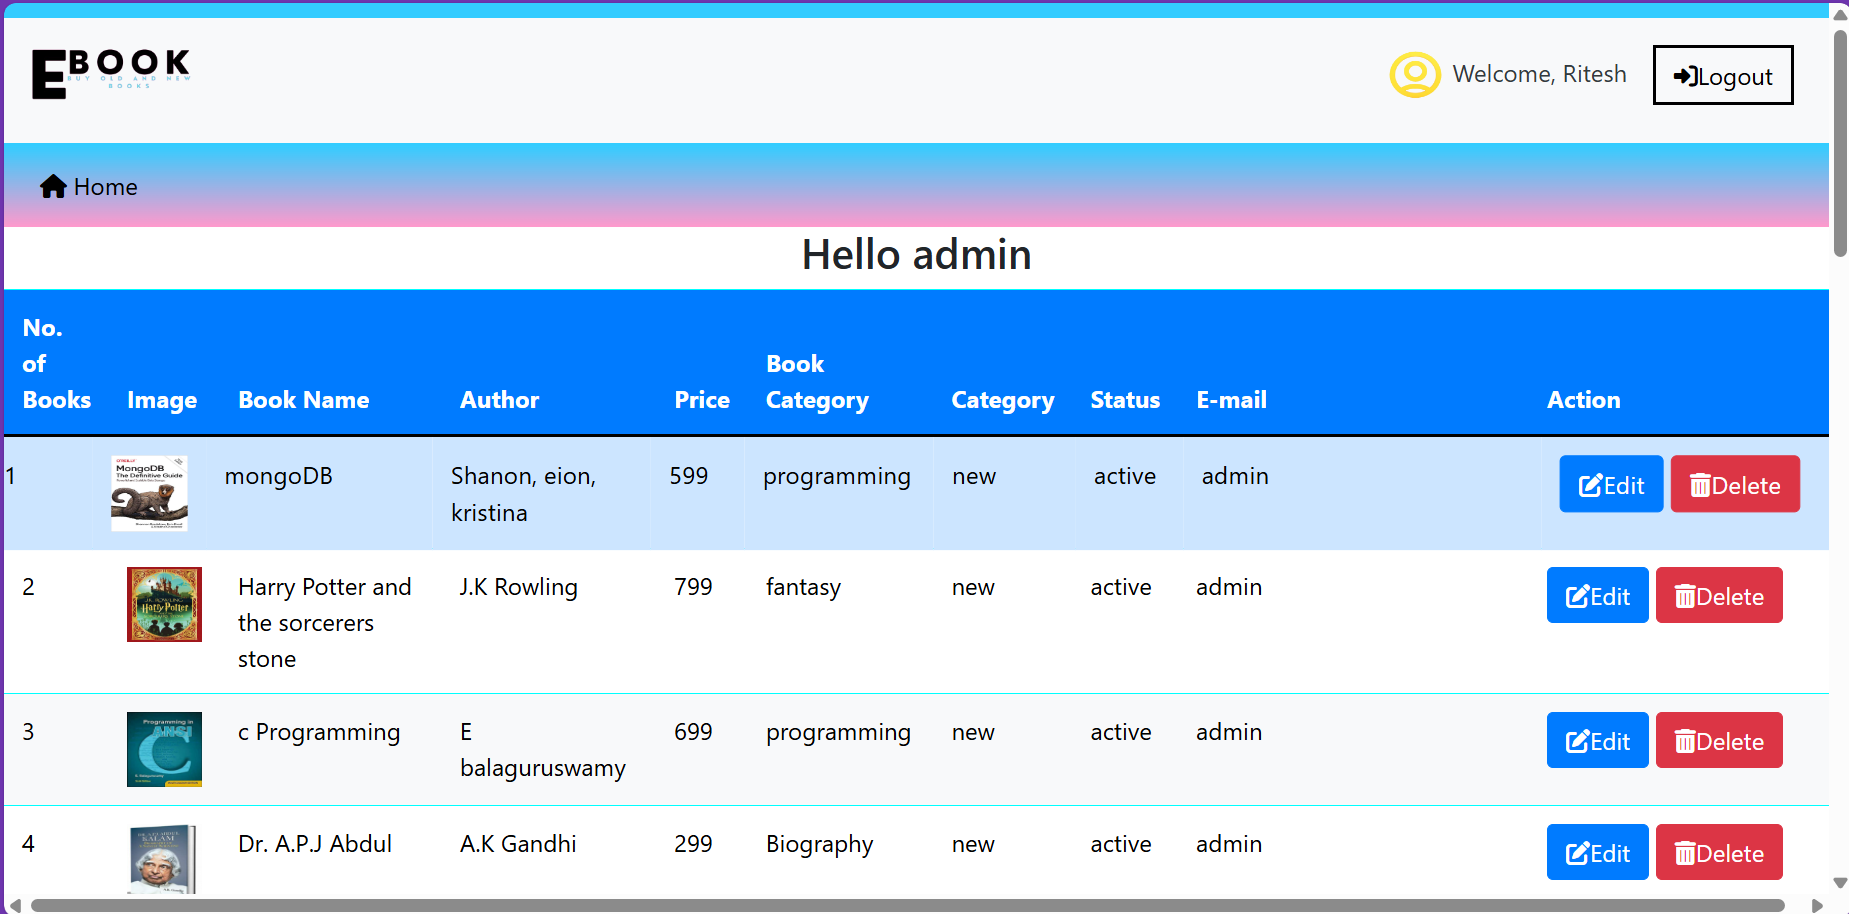 EBOOK
BUY OLD AND NEW
BOOKS
Welcome, Ritesh
Logout
Home
Hello admin
No. of Books Image Book Name Author Price Book Category Category Status E-mail Action
1 MongoDB The Definitive Guide mongoDB Shanon, eion, kristina 599 programming new active admin Edit Delete
2 J.K. ROWLING Harry Potter Harry Potter and the sorcerers stone J.K Rowling 799 fantasy new active admin Edit Delete
3 Programming in ANSI C E Balagurusamy c Programming E balaguruswamy 699 programming new active admin Edit Delete
4 KALAM Dr. A.P.J Abdul A.K Gandhi 299 Biography new active admin Edit Delete